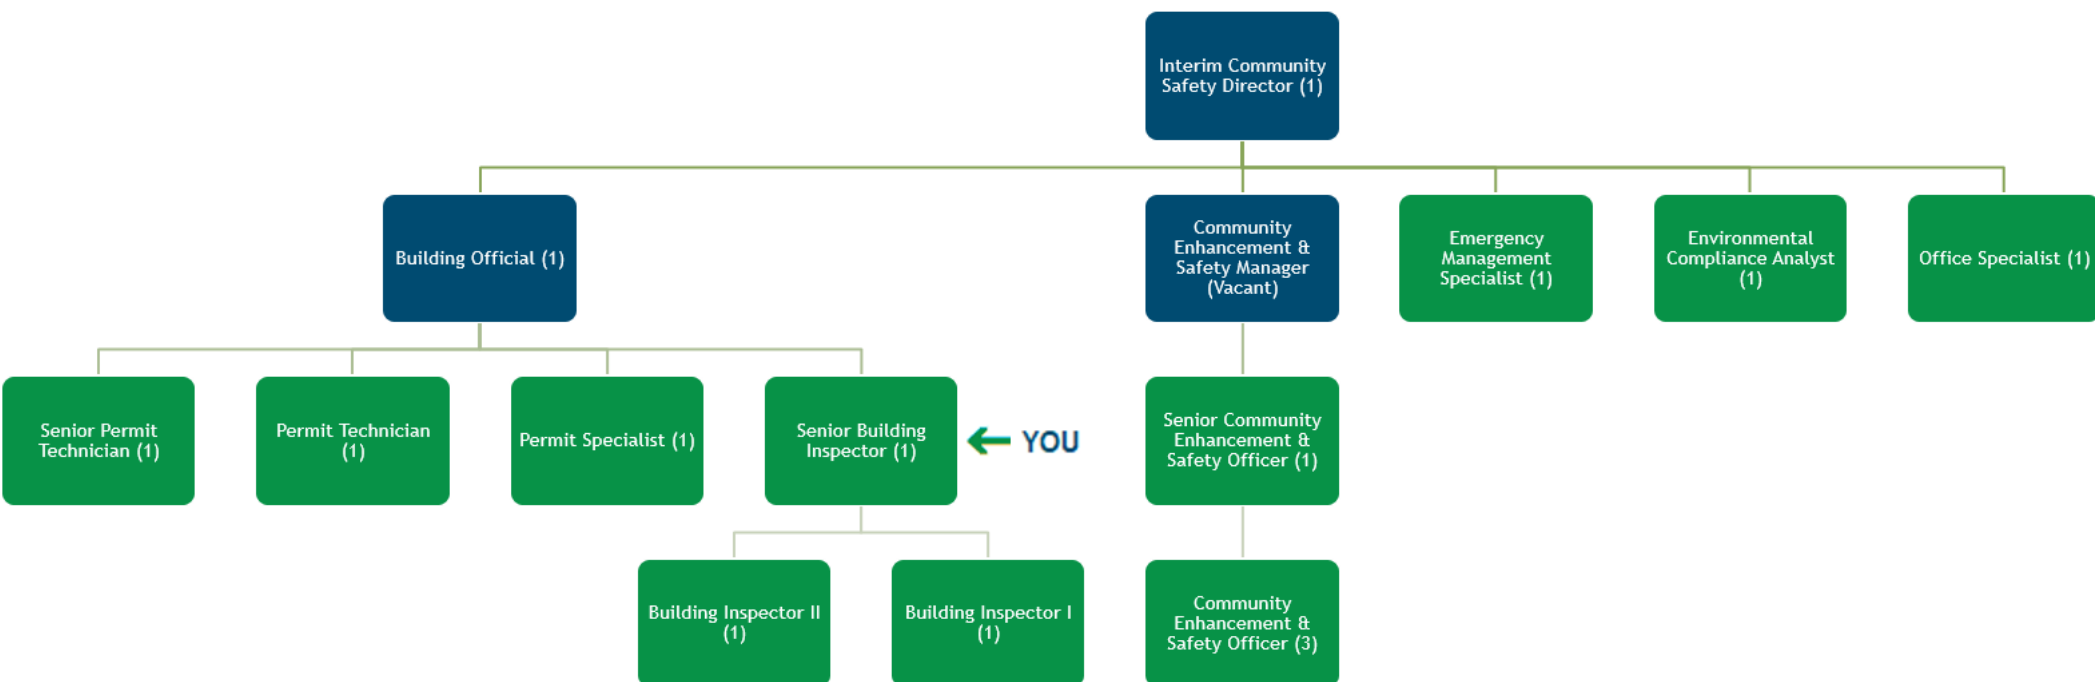 Interim Community
Safety Director (1)
Building Official (1)
Community
Enhancement &
Safety Manager
(Vacant)
Emergency
Management
Specialist (1)
Environmental
Compliance Analyst
(1)
Office Specialist (1)
Senior Permit
Technician (1)
Permit Technician
(1)
Permit Specialist (1)
Senior Building
Inspector (1)
YOU
Senior Community
Enhancement &
Safety Officer (1)
Building Inspector II
(1)
Building Inspector I
(1)
Community
Enhancement &
Safety Officer (3)